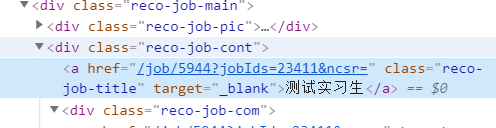 ▼<div class="reco-job-main">
▶<div class="reco-job-pic">…</div>
▼<div class="reco-job-cont">
<a href="/job/5944?jobIds=23411&ncsr=" class="reco-
job-title" target="_blank">测试实习生</a> == $0
▼<div class="reco-job-com">